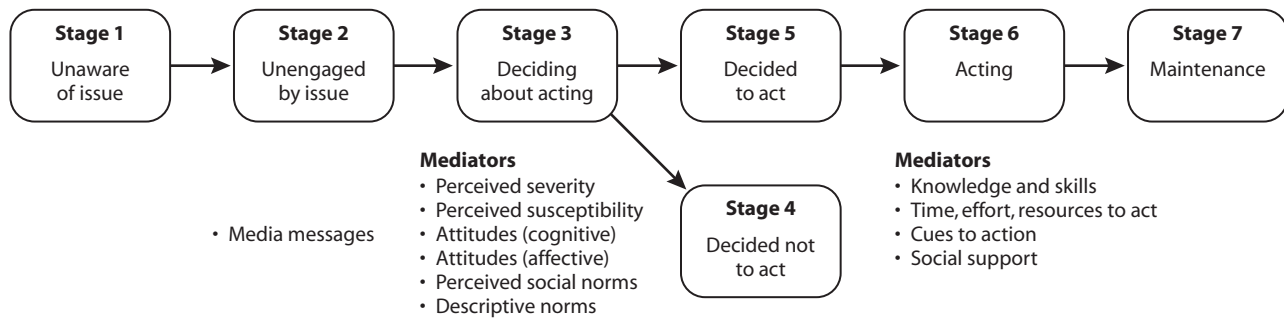 Stage 1
Unaware
of issue
Stage 2
Unengaged
by issue
Stage 3
Deciding
about acting
Stage 5
Decided
to act
Stage 6
Acting
Stage 7
Maintenance
• Media messages
Mediators
• Perceived severity
• Perceived susceptibility
• Attitudes (cognitive)
• Attitudes (affective)
• Perceived social norms
• Descriptive norms
Stage 4
Decided not
to act
Mediators
• Knowledge and skills
• Time, effort, resources to act
• Cues to action
• Social support